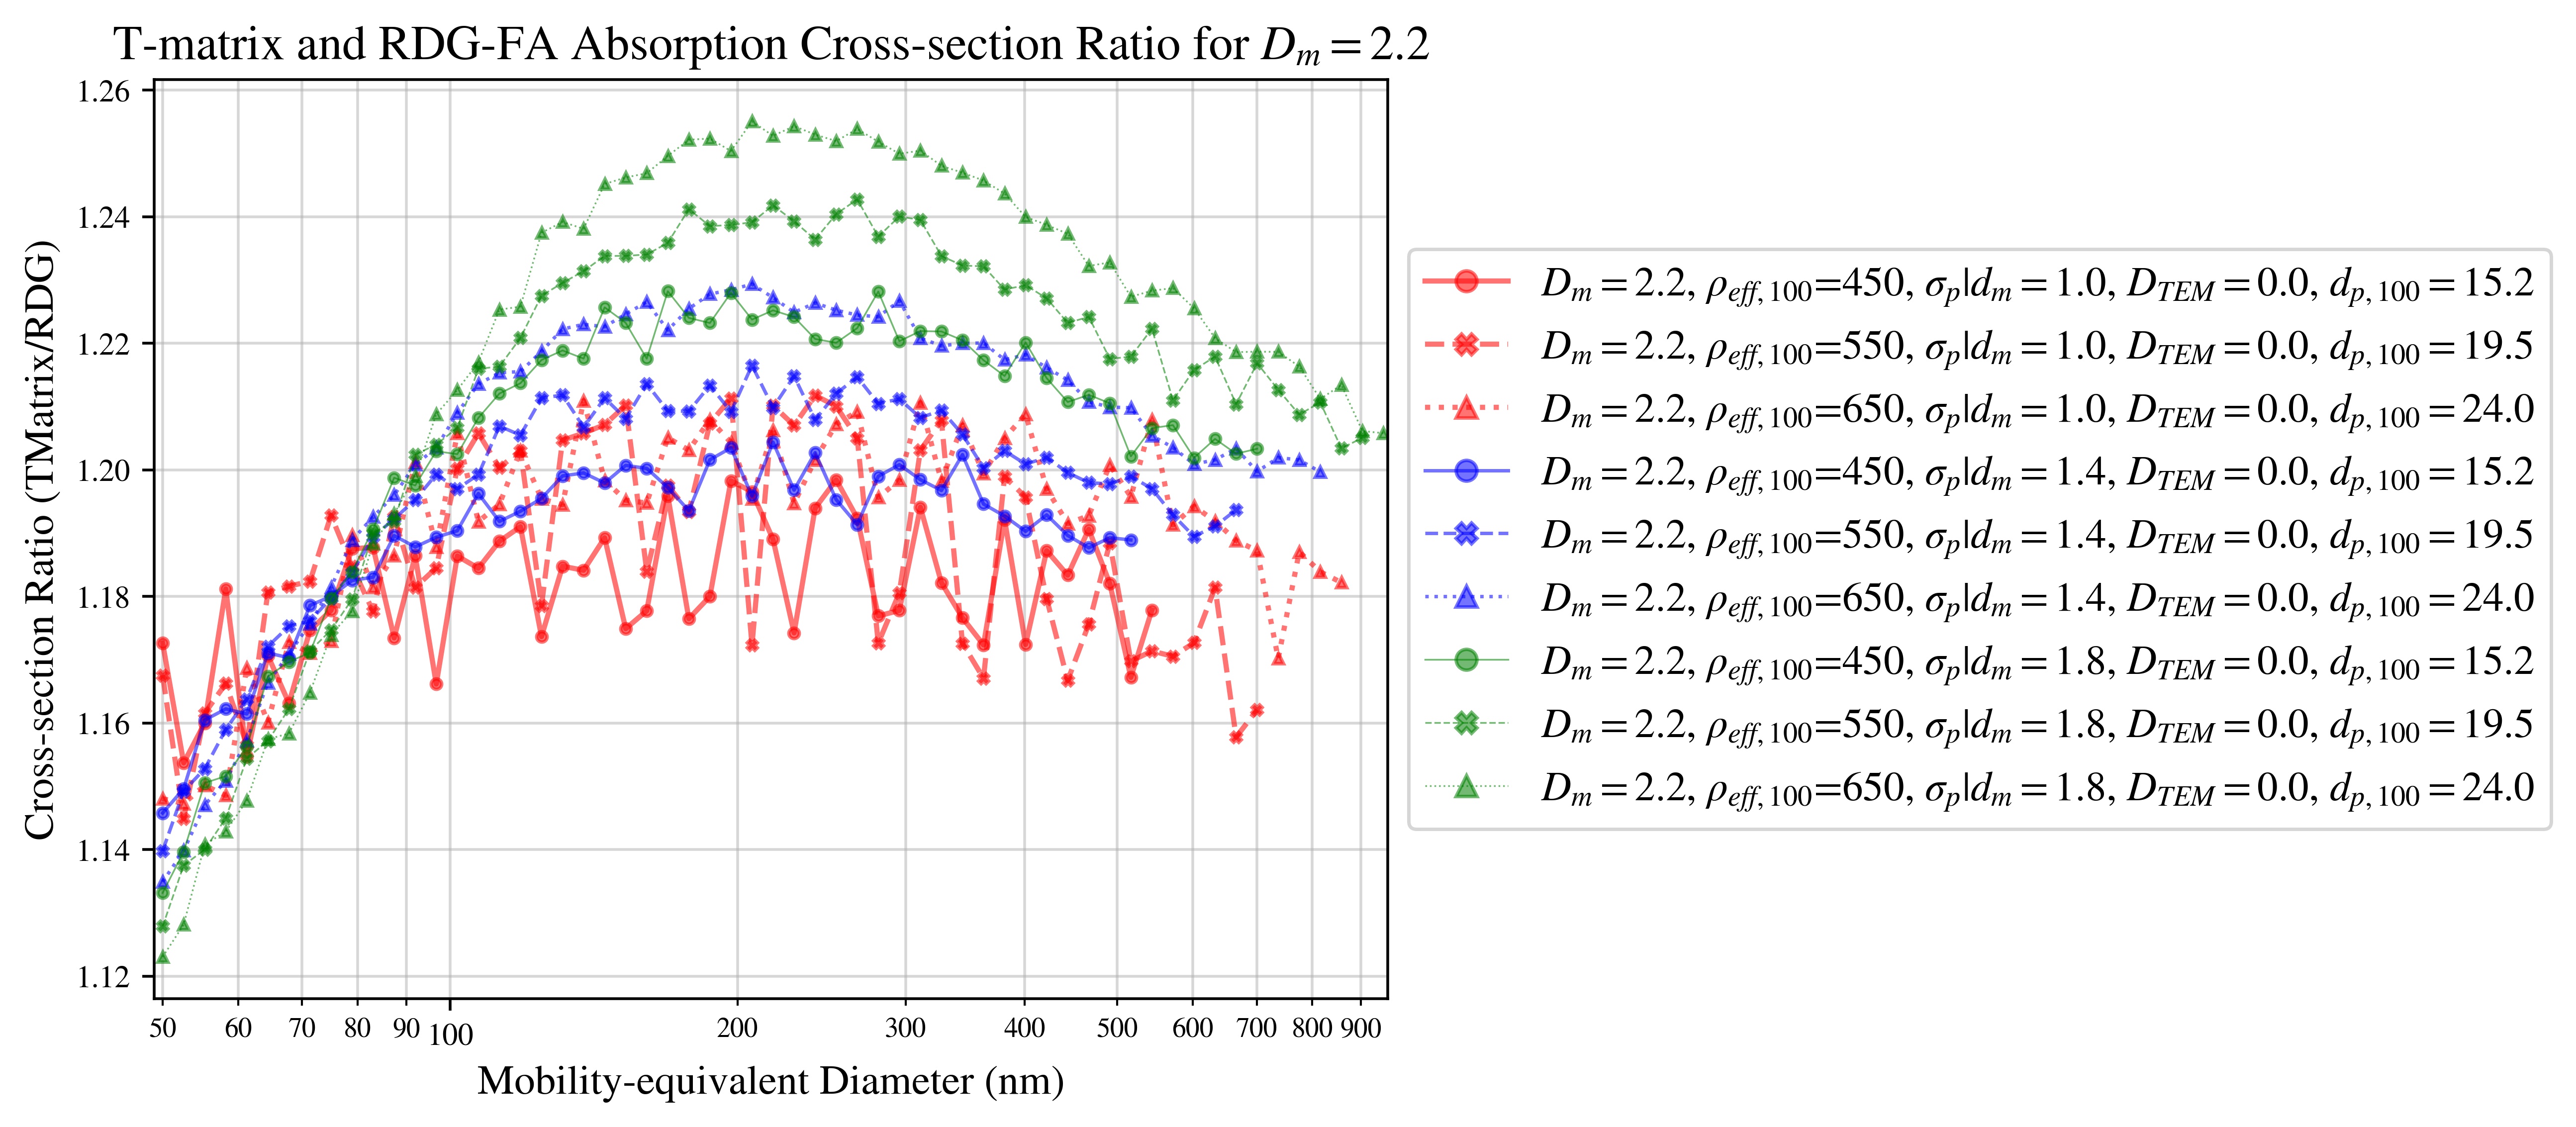 T-matrix and RDG-FA Absorption Cross-section Ratio for Dₘ = 2.2
Cross-section Ratio (TMatrix/RDG)
1.26
1.24
1.22
1.20
1.18
1.16
1.14
1.12
50 60 70 80 90 100 200 300 400 500 600 700 800 900
Mobility-equivalent Diameter (nm)
D_m = 2.2, ρ_eff,100=450, σ_p|d_m = 1.0, D_TEM = 0.0, d_p,100 = 15.2
D_m = 2.2, ρ_eff,100=550, σ_p|d_m = 1.0, D_TEM = 0.0, d_p,100 = 19.5
D_m = 2.2, ρ_eff,100=650, σ_p|d_m = 1.0, D_TEM = 0.0, d_p,100 = 24.0
D_m = 2.2, ρ_eff,100=450, σ_p|d_m = 1.4, D_TEM = 0.0, d_p,100 = 15.2
D_m = 2.2, ρ_eff,100=550, σ_p|d_m = 1.4, D_TEM = 0.0, d_p,100 = 19.5
D_m = 2.2, ρ_eff,100=650, σ_p|d_m = 1.4, D_TEM = 0.0, d_p,100 = 24.0
D_m = 2.2, ρ_eff,100=450, σ_p|d_m = 1.8, D_TEM = 0.0, d_p,100 = 15.2
D_m = 2.2, ρ_eff,100=550, σ_p|d_m = 1.8, D_TEM = 0.0, d_p,100 = 19.5
D_m = 2.2, ρ_eff,100=650, σ_p|d_m = 1.8, D_TEM = 0.0, d_p,100 = 24.0